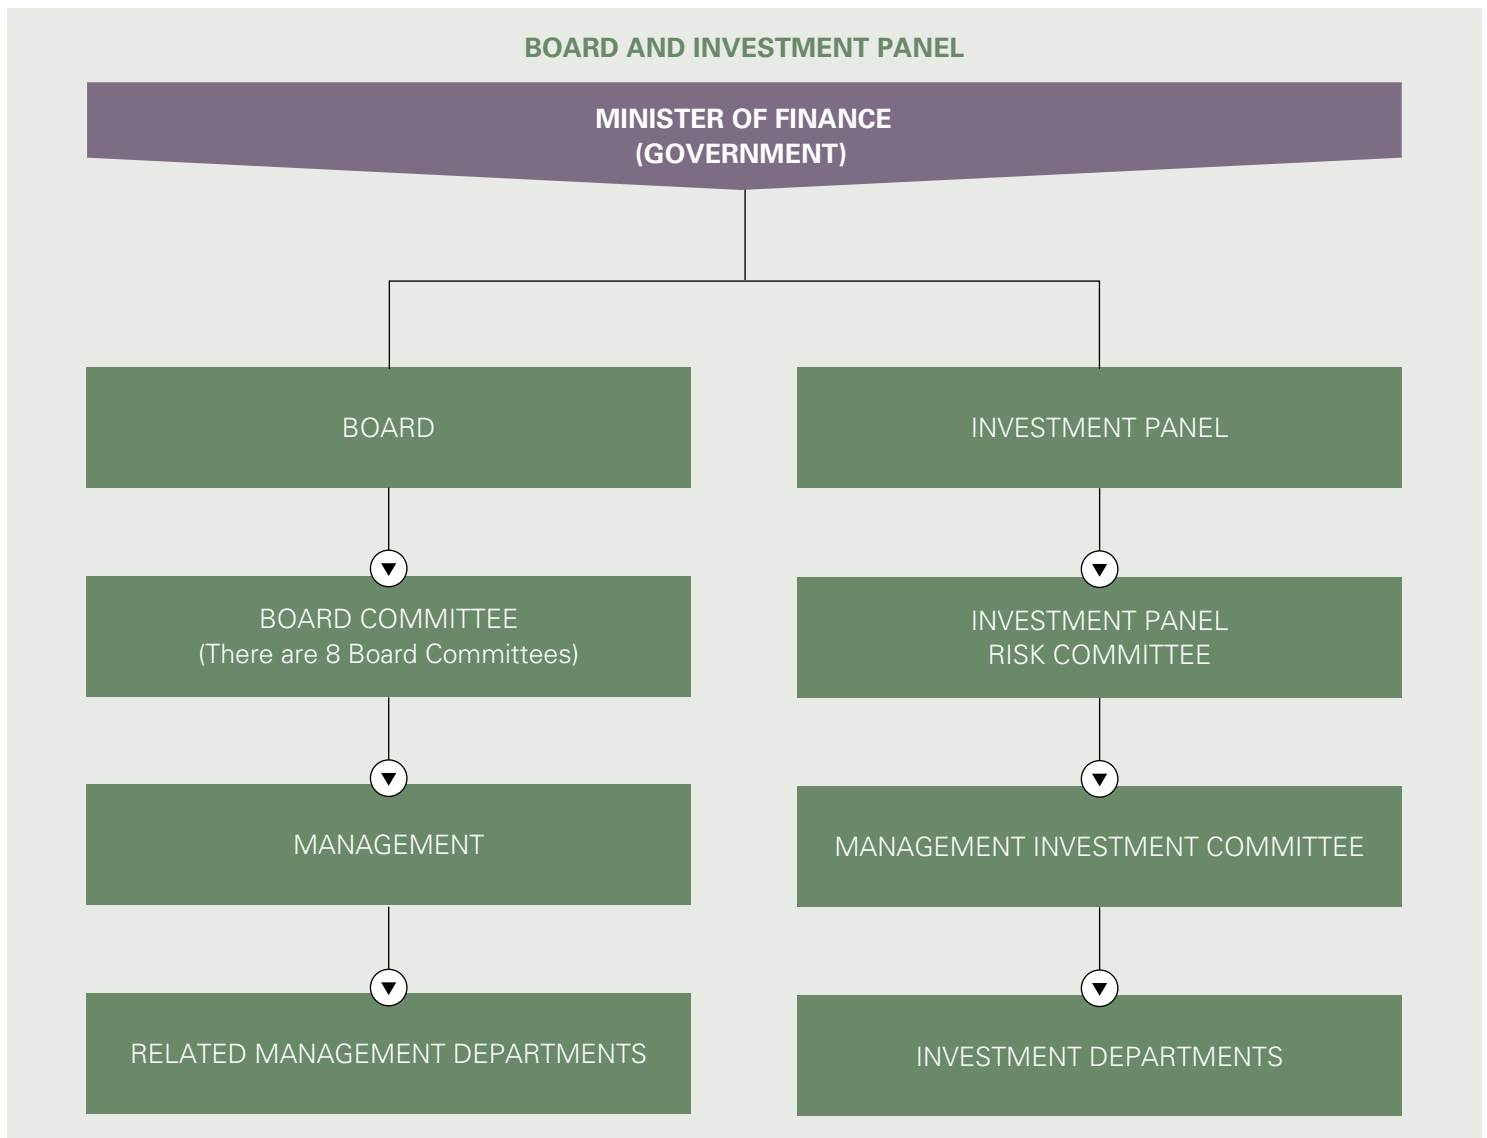 BOARD AND INVESTMENT PANEL
MINISTER OF FINANCE
(GOVERNMENT)
BOARD
INVESTMENT PANEL
BOARD COMMITTEE
(There are 8 Board Committees)
INVESTMENT PANEL
RISK COMMITTEE
MANAGEMENT
MANAGEMENT INVESTMENT COMMITTEE
RELATED MANAGEMENT DEPARTMENTS
INVESTMENT DEPARTMENTS